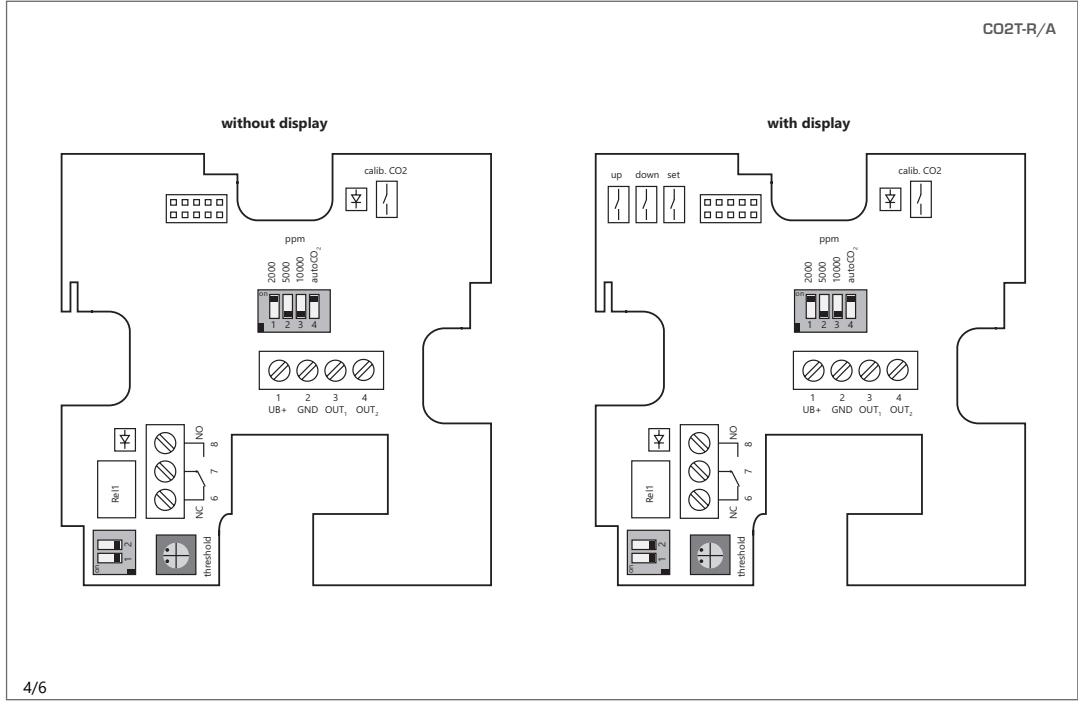 CO2T-R/A
without display
calib. CO2
ppm
2000
5000
10000
autoCO₂
on
1 2 3 4
1 2 3 4
UB+ GND OUT₁ OUT₂
NO
8
7
6
NC
Rel1
2
1
on
threshold
with display
up down set
calib. CO2
ppm
2000
5000
10000
autoCO₂
on
1 2 3 4
1 2 3 4
UB+ GND OUT₁ OUT₂
NO
8
7
6
NC
Rel1
2
1
on
threshold
4/6